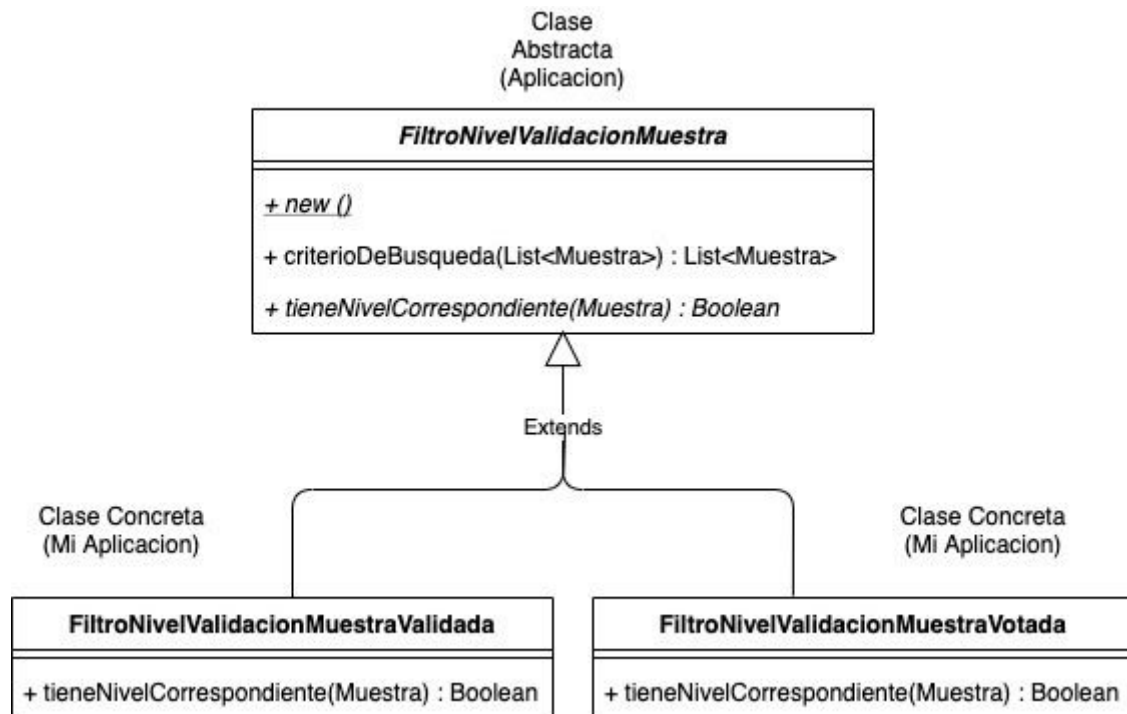 Clase
Abstracta
(Aplicacion)
FiltroNivelValidacionMuestra
+ new ()
+ criterioDeBusqueda(List<Muestra>) : List<Muestra>
+ tieneNivelCorrespondiente(Muestra) : Boolean
Extends
Clase Concreta
(Mi Aplicacion)
Clase Concreta
(Mi Aplicacion)
FiltroNivelValidacionMuestraValidada
+ tieneNivelCorrespondiente(Muestra) : Boolean
FiltroNivelValidacionMuestraVotada
+ tieneNivelCorrespondiente(Muestra) : Boolean